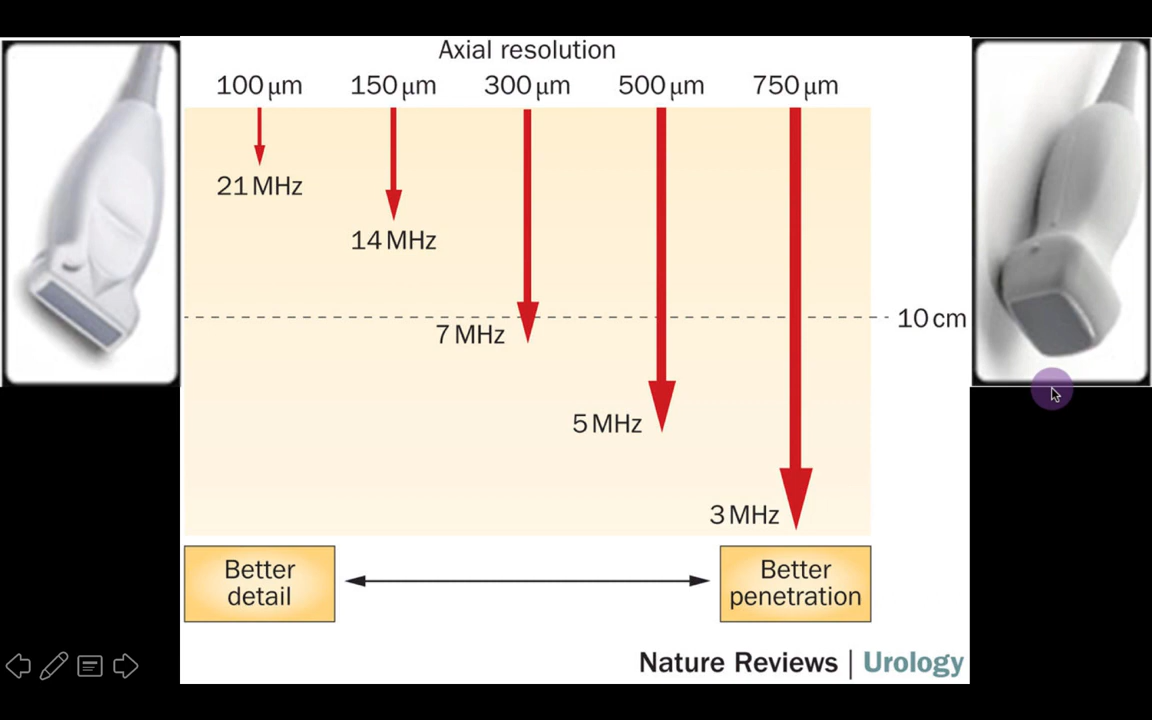 Axial resolution
100 μm 150 μm 300 μm 500 μm 750 μm
21 MHz
14 MHz
10 cm
7 MHz
5 MHz
3 MHz
Better
detail
Better
penetration
Nature Reviews | Urology